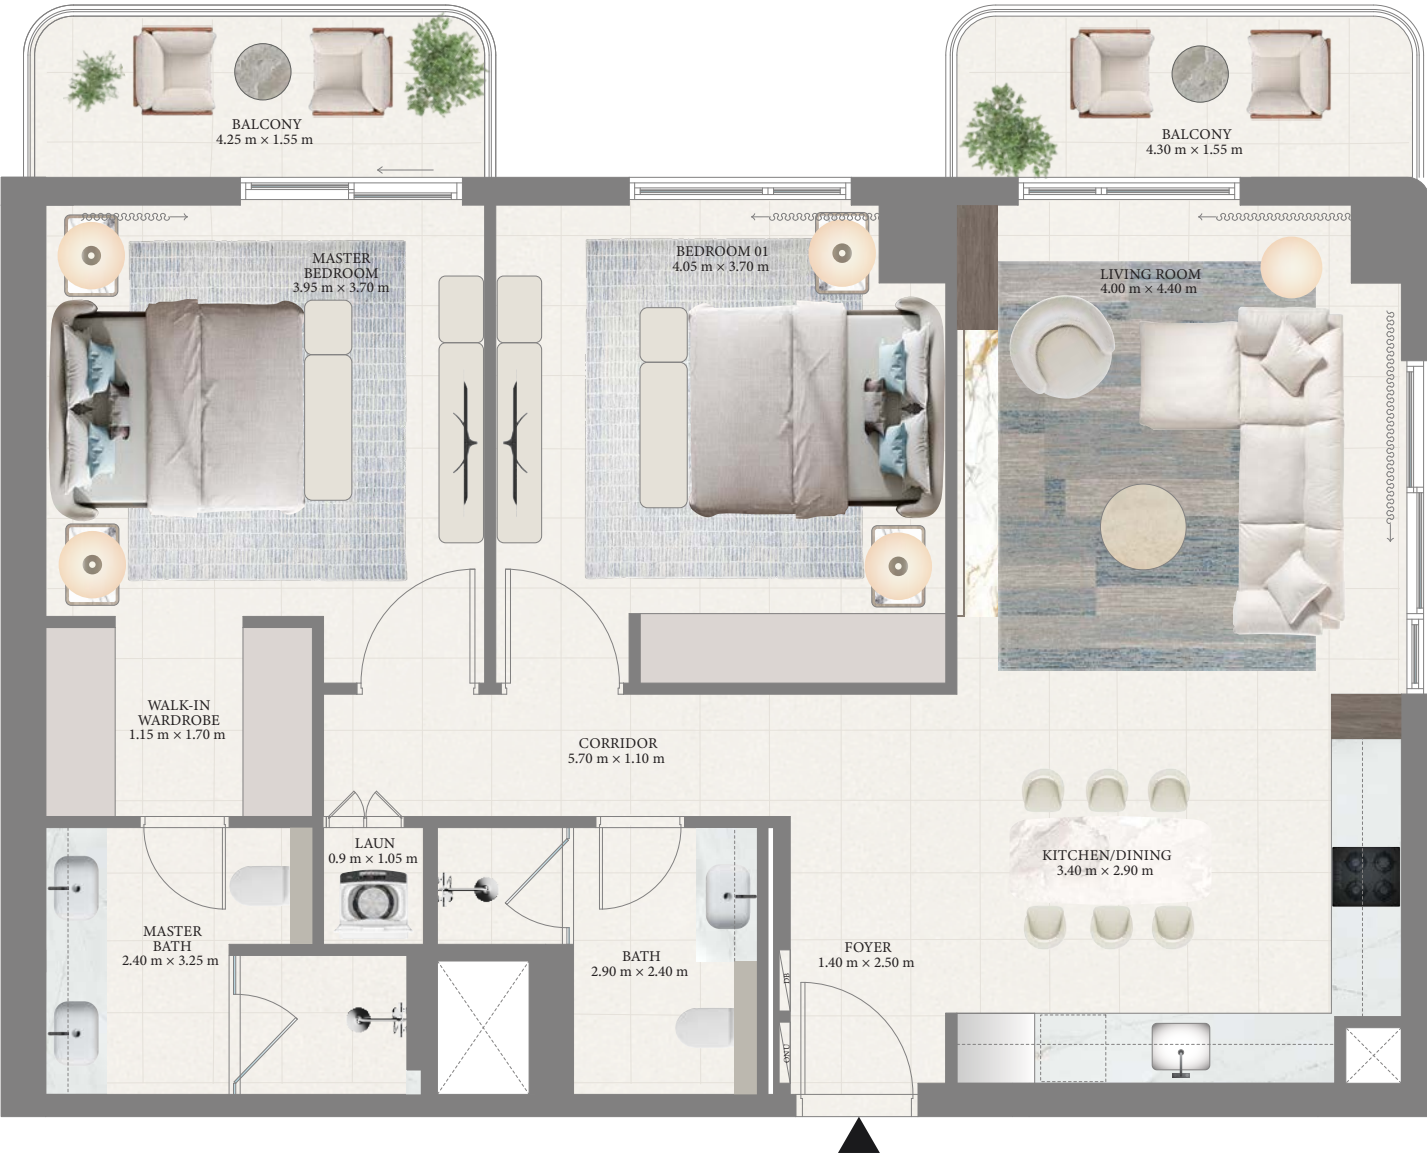 BALCONY
4.25 m × 1.55 m
BALCONY
4.30 m × 1.55 m
MASTER
BEDROOM
3.95 m × 3.70 m
BEDROOM 01
4.05 m × 3.70 m
LIVING ROOM
4.00 m × 4.40 m
WALK-IN
WARDROBE
1.15 m × 1.70 m
CORRIDOR
5.70 m × 1.10 m
LAUN
0.9 m × 1.05 m
KITCHEN/DINING
3.40 m × 2.90 m
MASTER
BATH
2.40 m × 3.25 m
BATH
2.90 m × 2.40 m
FOYER
1.40 m × 2.50 m
DB
ONU